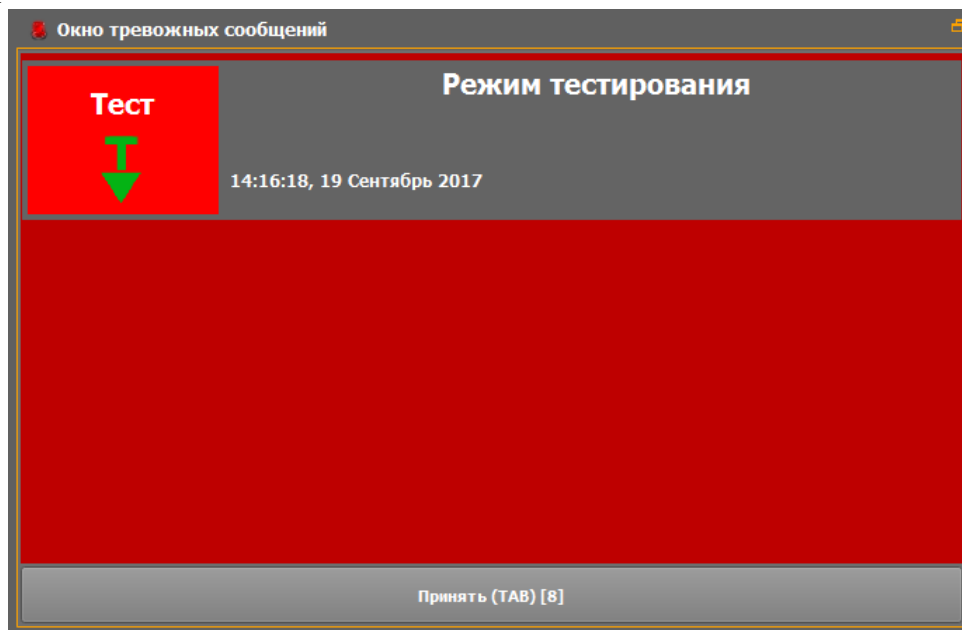 Окно тревожных сообщений
Режим тестирования
Тест
14:16:18, 19 Сентябрь 2017
Принять (TAB) [8]